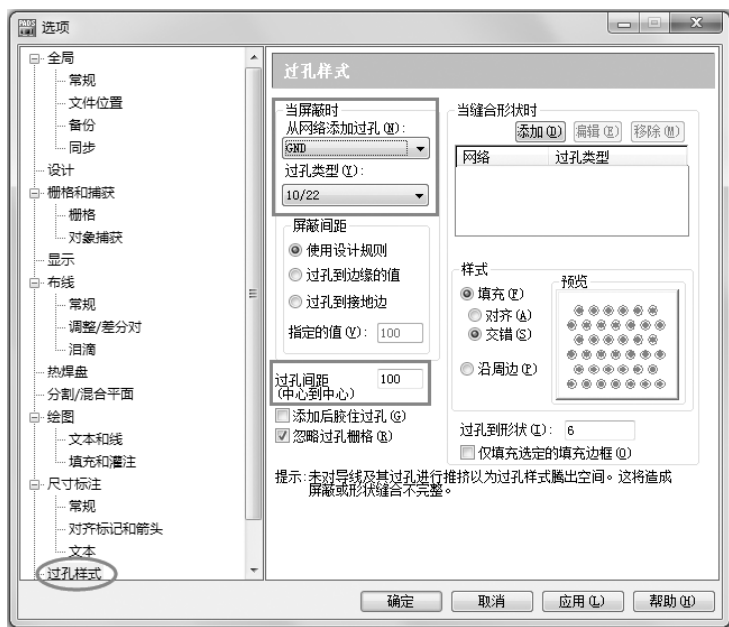 选项
全局
常规
文件位置
备份
同步
设计
栅格和捕获
栅格
对象捕获
显示
布线
常规
调整/差分对
泪滴
热焊盘
分割/混合平面
绘图
文本和线
填充和灌注
尺寸标注
常规
对齐标记和箭头
文本
过孔样式
过孔样式
当屏蔽时
从网络添加过孔(N):
GND
过孔类型(Y):
10/22
屏蔽间距
使用设计规则
过孔到边缘的值
过孔到接地边
指定的值(V): 100
过孔间距 100
(中心到中心)
添加后胶住过孔(G)
忽略过孔栅格(R)
当缝合形状时
添加(D) 编辑(E) 移除(M)
网络 过孔类型
样式
填充(F)
对齐(A)
交错(S)
沿周边(P)
预览
过孔到形状(I): 6
仅填充选定的填充边框(O)
提示:未对导线及其过孔进行推挤以为过孔样式腾出空间。这将造成
屏蔽或形状缝合不完整。
确定 取消 应用(L) 帮助(H)